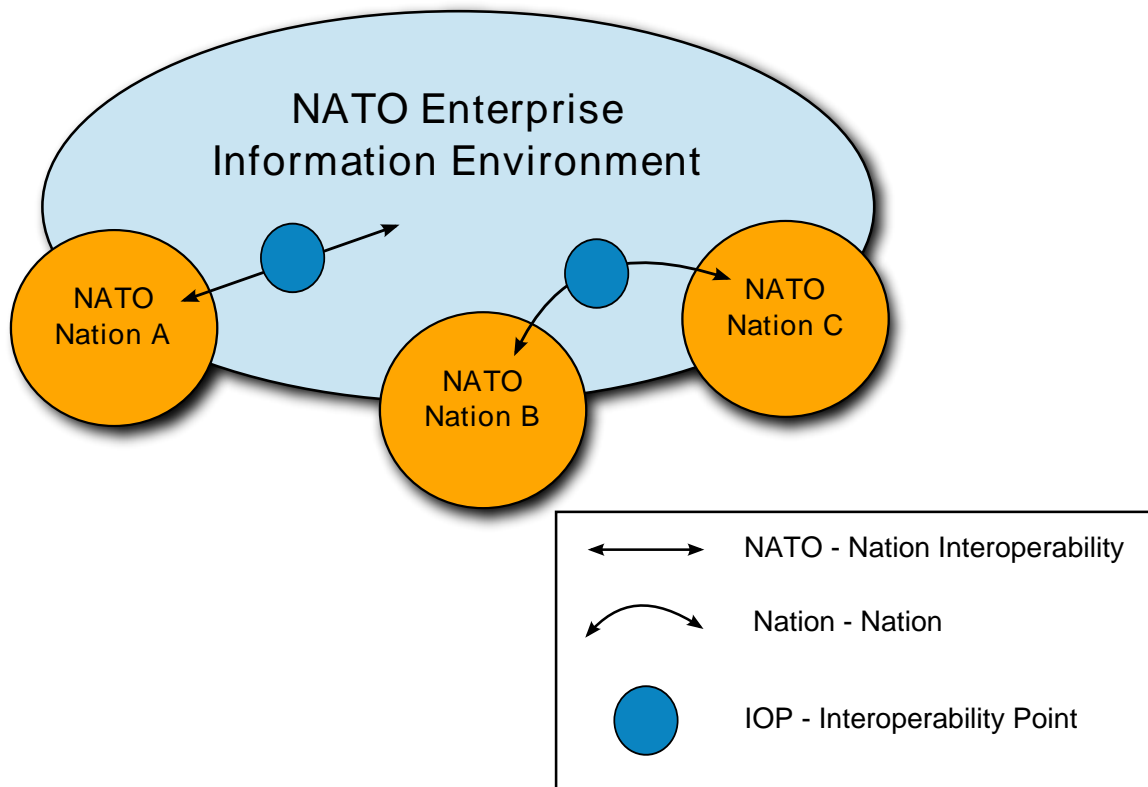 NATO Enterprise
Information Environment
NATO
Nation A
NATO
Nation B
NATO
Nation C
NATO - Nation Interoperability
Nation - Nation
IOP - Interoperability Point